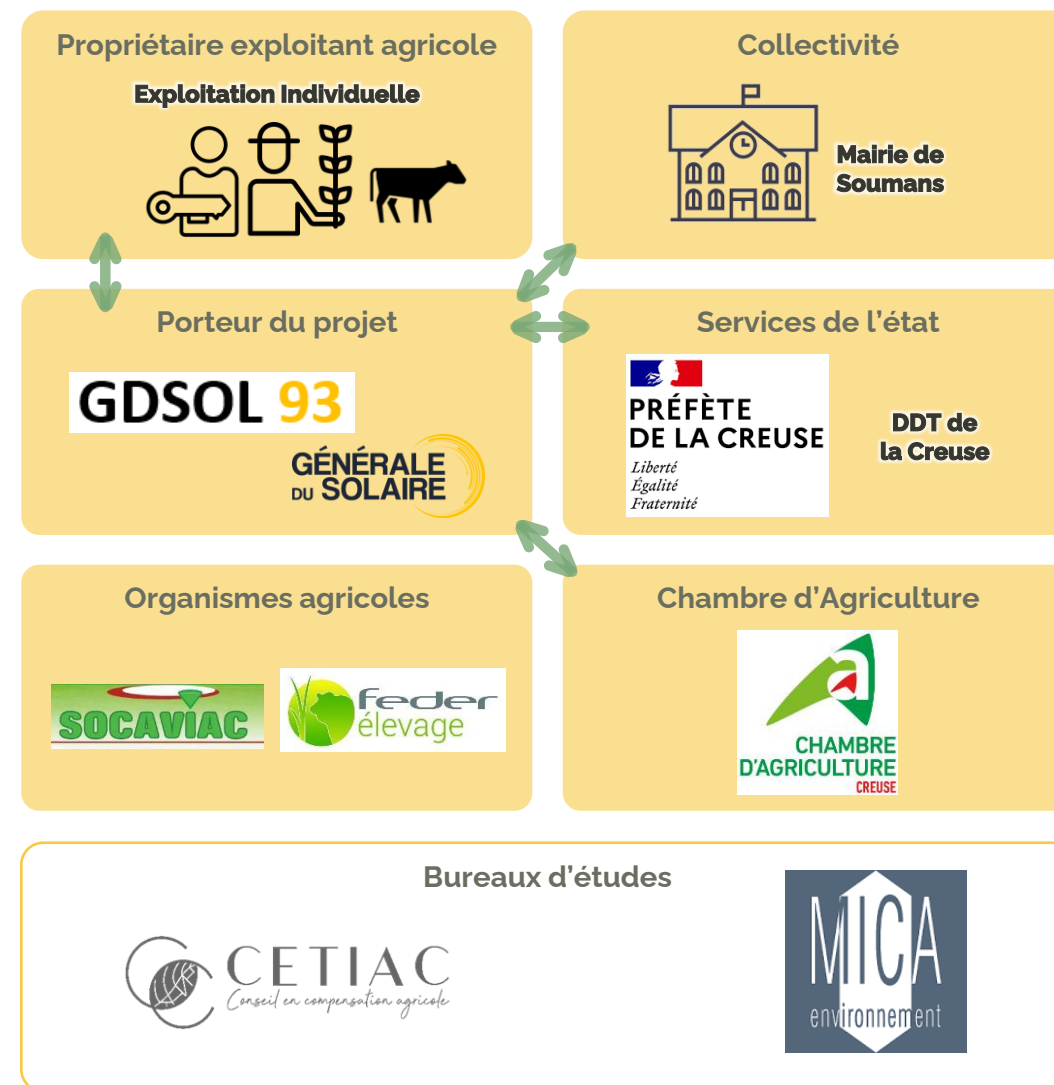 Propriétaire exploitant agricole
Exploitation Individuelle
Collectivité
Mairie de
Soumans
Porteur du projet
GDSOL 93
GÉNÉRALE
DU SOLAIRE
Services de l'état
PRÉFÈTE
DE LA CREUSE
Liberté
Égalité
Fraternité
DDT de
la Creuse
Organismes agricoles
SOCAVIAC
feder
élevage
Chambre d'Agriculture
CHAMBRE
D'AGRICULTURE
CREUSE
Bureaux d'études
CETIAC
Conseil en compensation agricole
MICA
environnement